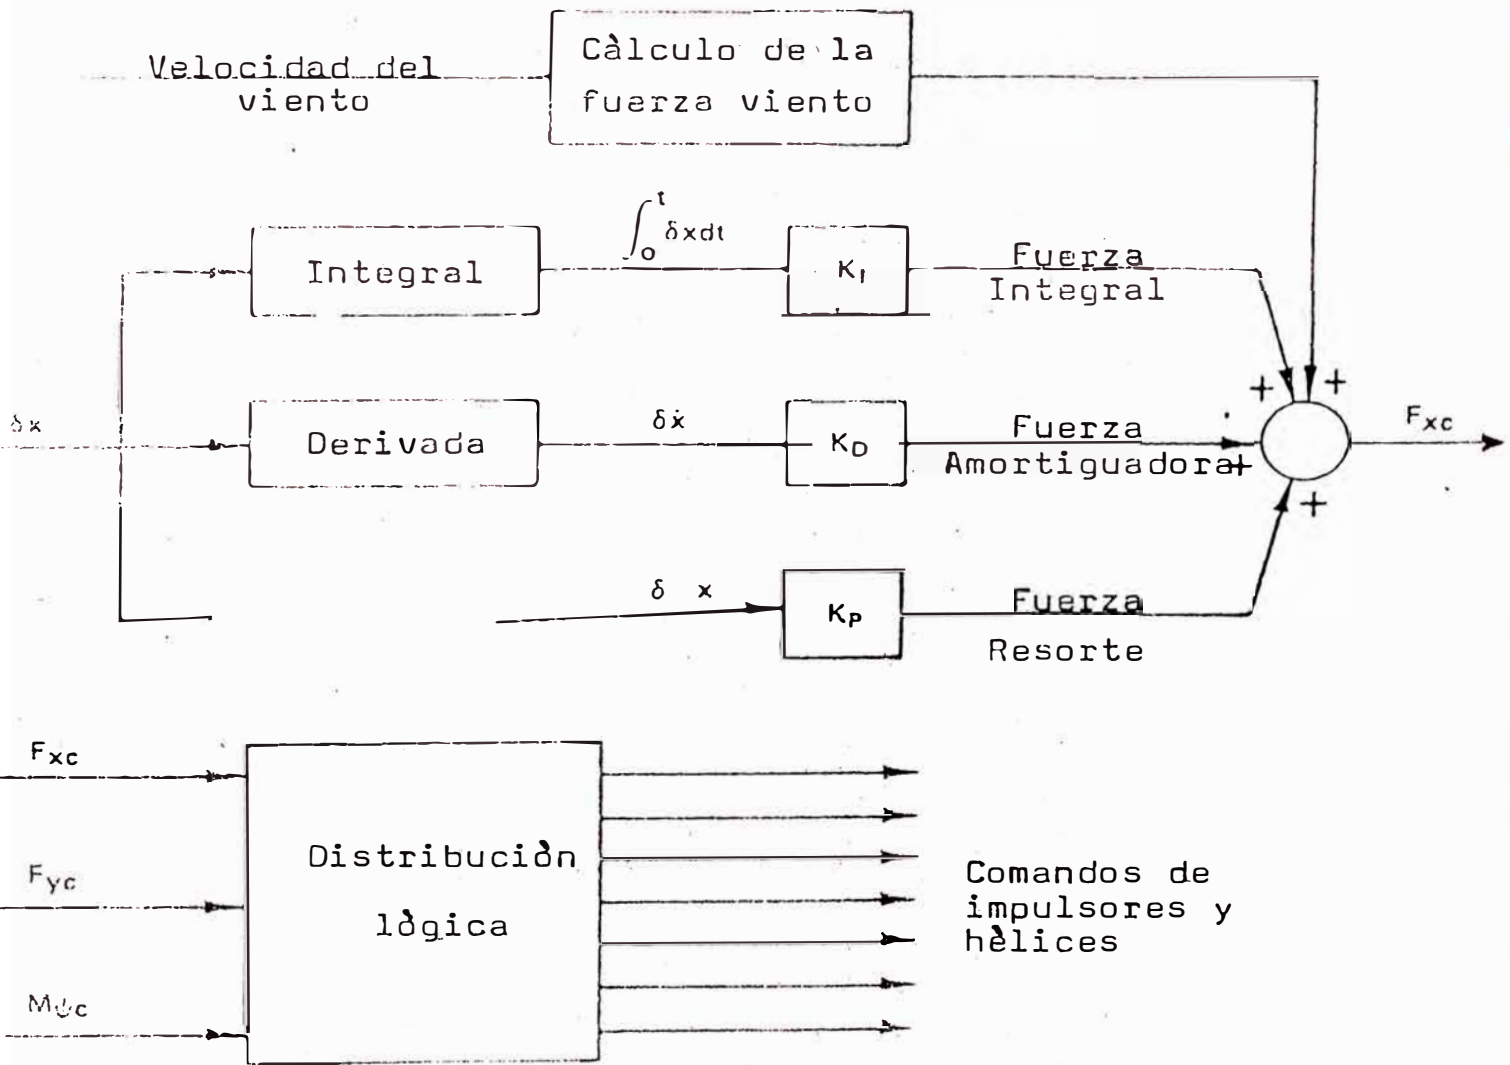 Velocidad del
viento
Càlculo de la
fuerza viento
Integral
∫₀ᵗ δxdt
K_I
Fuerza
Integral
+ +
δx
Derivada
δẋ
K_D
Fuerza
Amortiguadora
+
F_xc
+
δ x
K_P
Fuerza
Resorte
F_xc
F_yc
M_ψc
Distribuciòn
lògica
Comandos de
impulsores y
hèlices